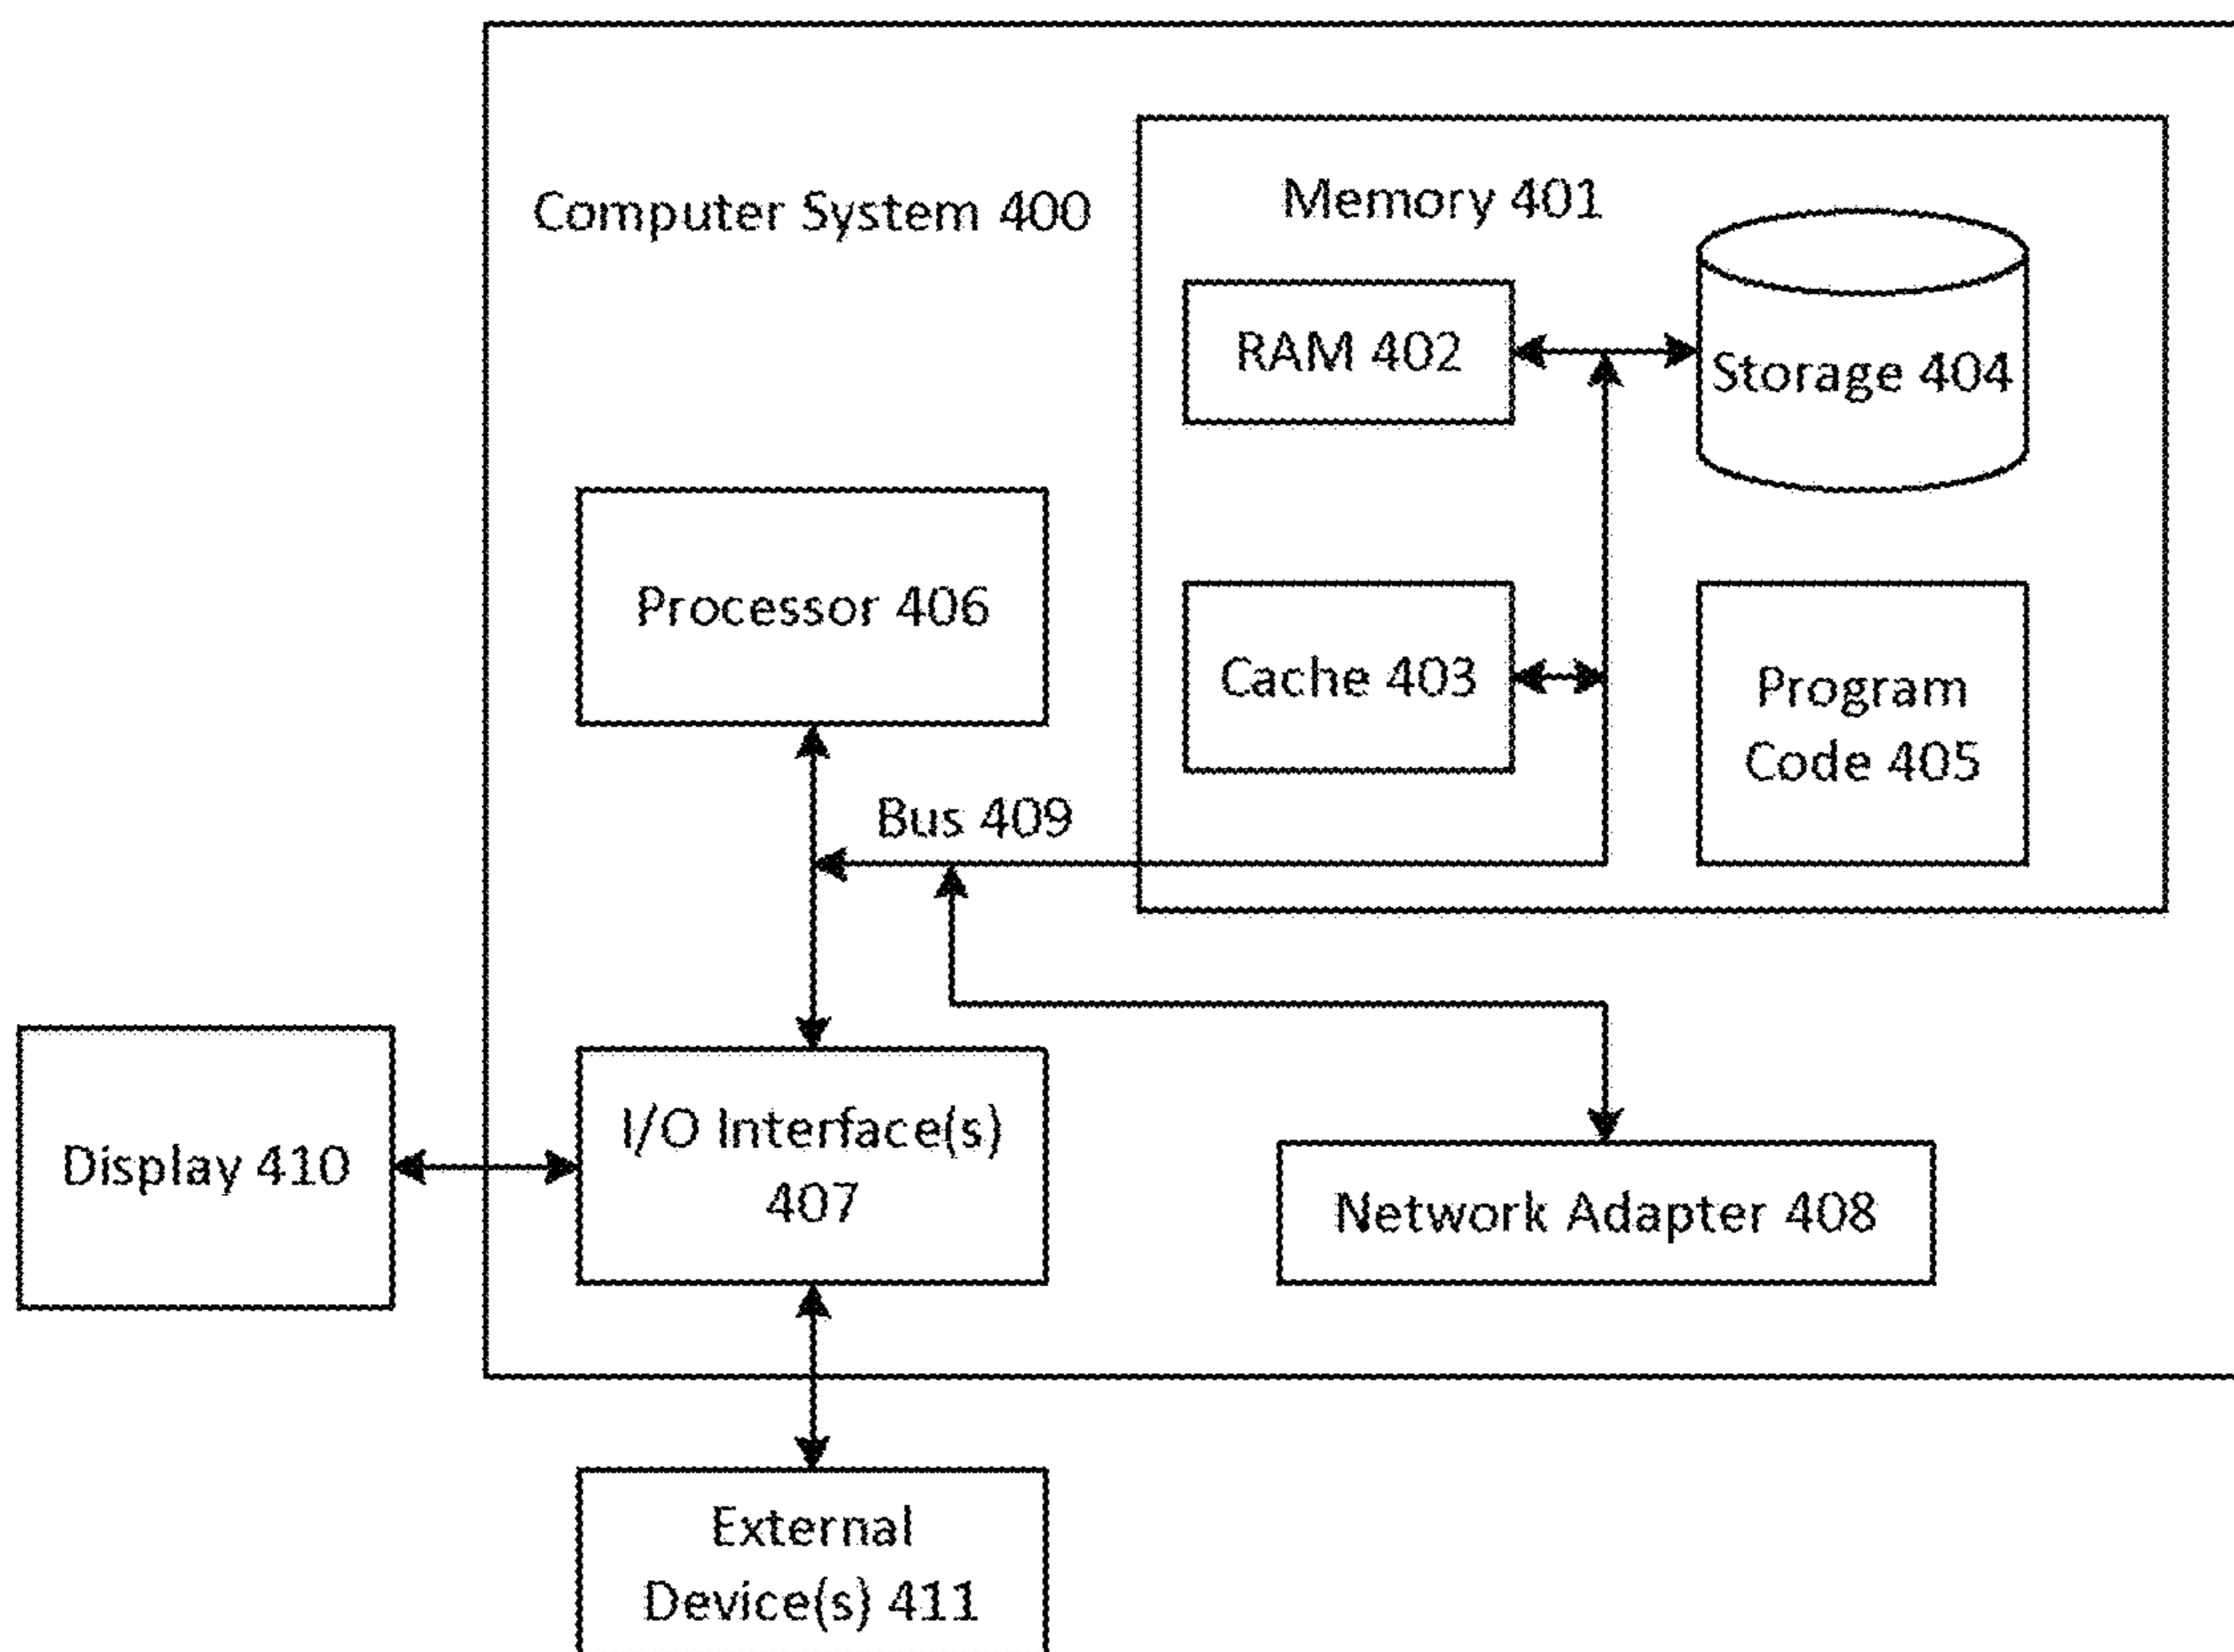 Computer System 400
Memory 401
RAM 402
Storage 404
Processor 406
Cache 403
Program
Code 405
Bus 409
Display 410
I/O Interface(s)
407
Network Adapter 408
External
Device(s) 411